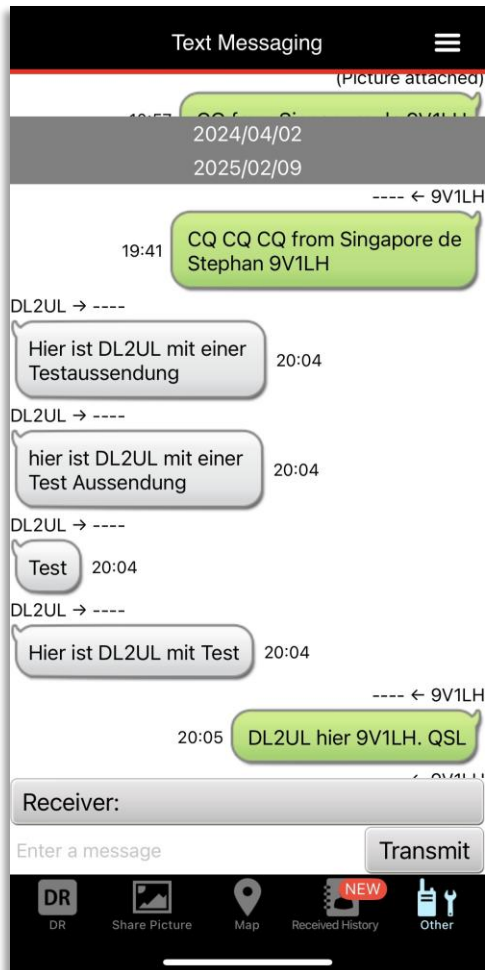 Text Messaging
(Picture attached)
2024/04/02
2025/02/09
---- ← 9V1LH
19:41
CQ CQ CQ from Singapore de
Stephan 9V1LH
DL2UL → ----
Hier ist DL2UL mit einer
Testaussendung
20:04
DL2UL → ----
hier ist DL2UL mit einer
Test Aussendung
20:04
DL2UL → ----
Test
20:04
DL2UL → ----
Hier ist DL2UL mit Test
20:04
---- ← 9V1LH
20:05
DL2UL hier 9V1LH. QSL
Receiver:
Enter a message
Transmit
DR
NEW
DR
Share Picture
Map
Received History
Other